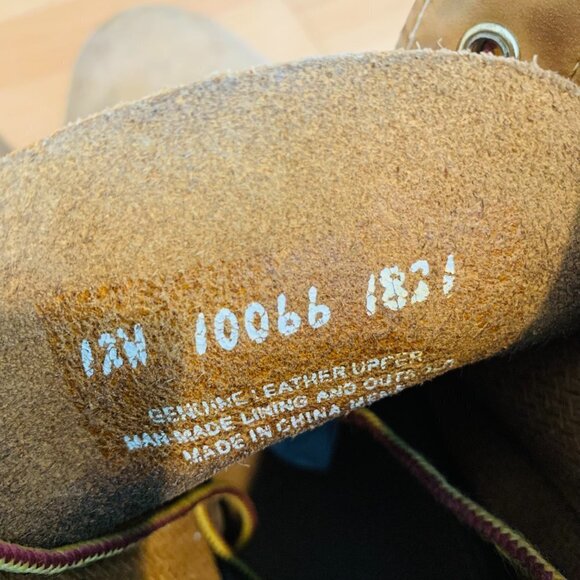 12W 10066 1821
GENUINE LEATHER UPPER
MAN-MADE LINING AND OUTSOLE
MADE IN CHINA